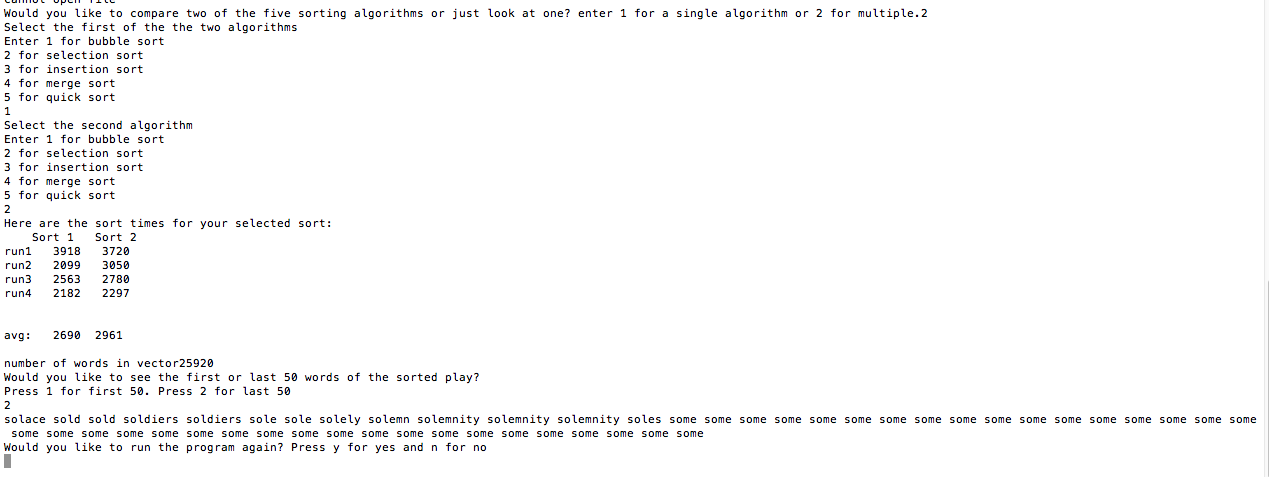 Cannot open file
Would you like to compare two of the five sorting algorithms or just look at one? enter 1 for a single algorithm or 2 for multiple.2
Select the first of the the two algorithms
Enter 1 for bubble sort
2 for selection sort
3 for insertion sort
4 for merge sort
5 for quick sort
1
Select the second algorithm
Enter 1 for bubble sort
2 for selection sort
3 for insertion sort
4 for merge sort
5 for quick sort
2
Here are the sort times for your selected sort:
Sort 1 Sort 2
run1 3918 3720
run2 2099 3050
run3 2563 2780
run4 2182 2297
avg: 2690 2961
number of words in vector25920
Would you like to see the first or last 50 words of the sorted play?
Press 1 for first 50. Press 2 for last 50
2
solace sold sold soldiers soldiers sole sole solely solemn solemnity solemnity solemnity soles some some some some some some some some some some some some some some some some some
some some some some some some some some some some some some some some some some some some some some
Would you like to run the program again? Press y for yes and n for no